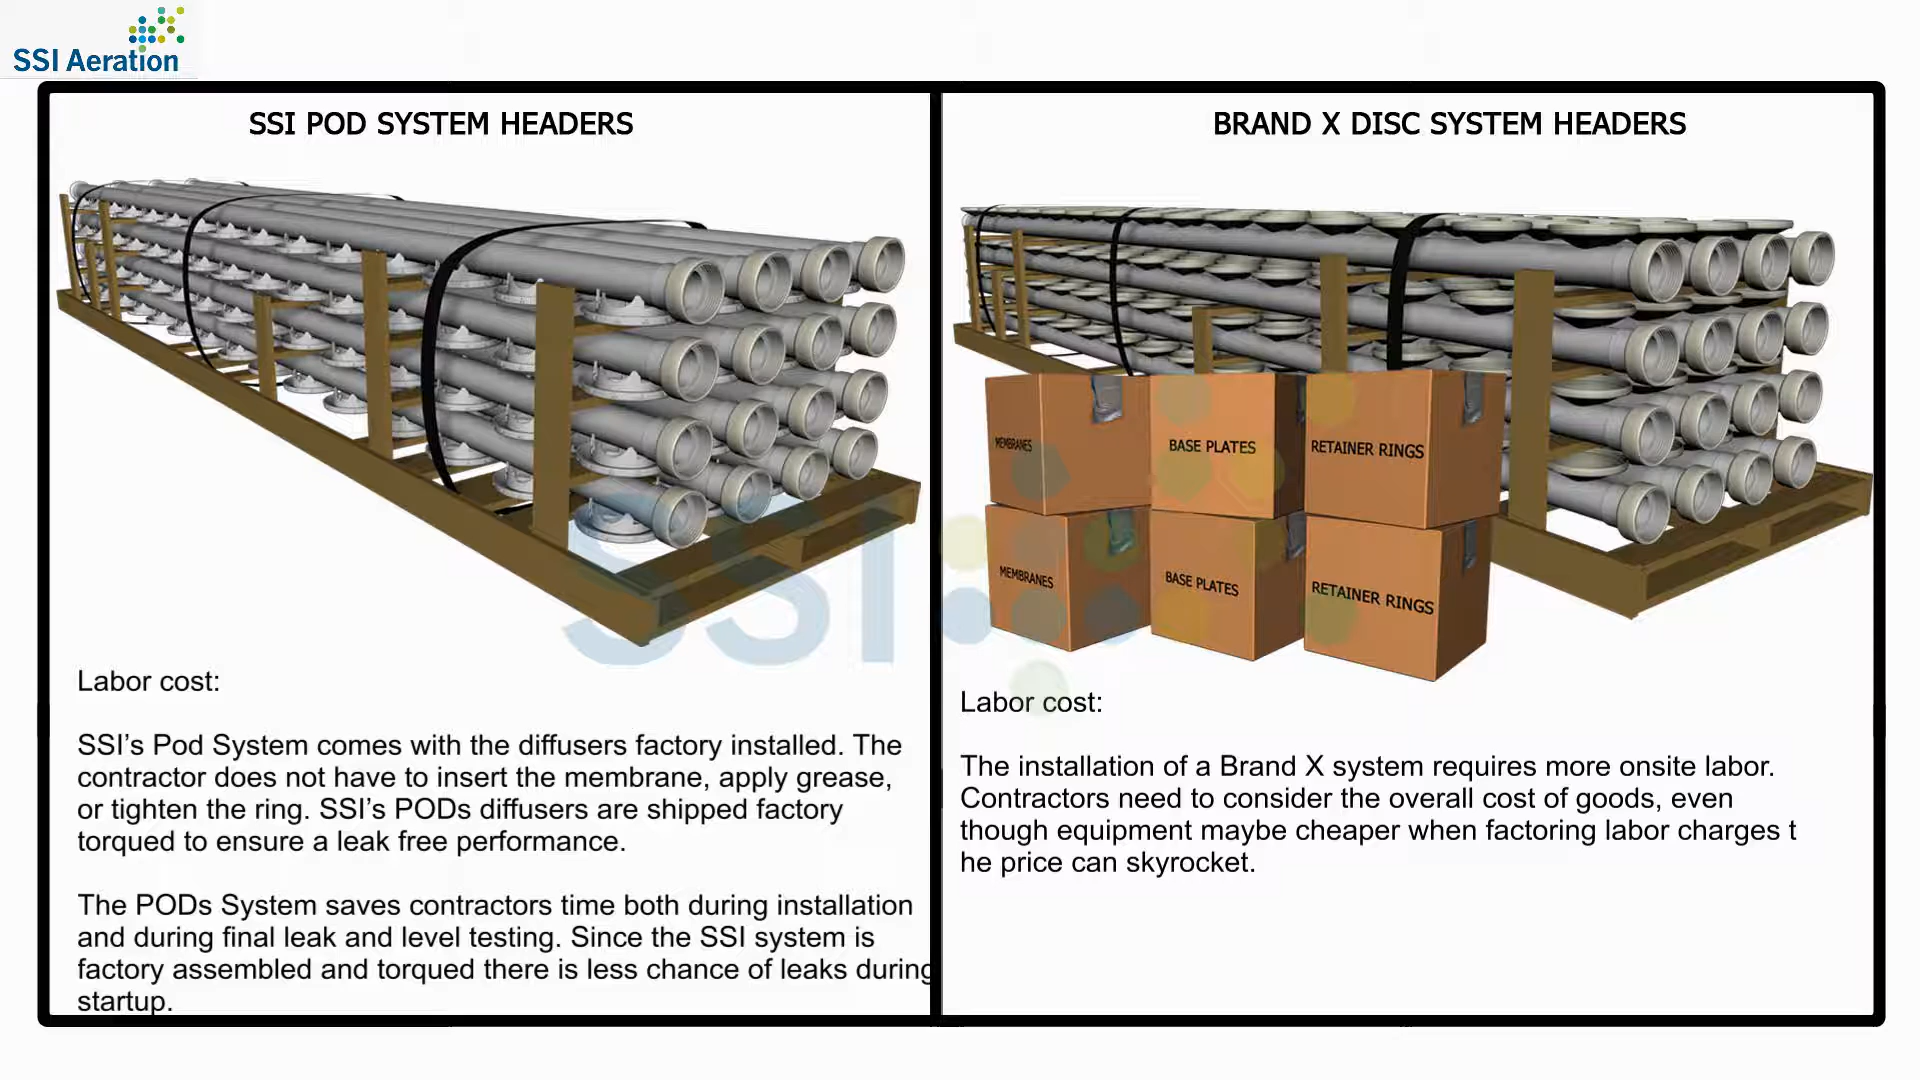 SSI Aeration
SSI POD SYSTEM HEADERS
Labor cost:
SSI’s Pod System comes with the diffusers factory installed. The
contractor does not have to insert the membrane, apply grease,
or tighten the ring. SSI’s PODs diffusers are shipped factory
torqued to ensure a leak free performance.
The PODs System saves contractors time both during installation
and during final leak and level testing. Since the SSI system is
factory assembled and torqued there is less chance of leaks during
startup.
BRAND X DISC SYSTEM HEADERS
MEMBRANES
BASE PLATES
RETAINER RINGS
MEMBRANES
BASE PLATES
RETAINER RINGS
SSI
Labor cost:
The installation of a Brand X system requires more onsite labor.
Contractors need to consider the overall cost of goods, even
though equipment maybe cheaper when factoring labor charges t
he price can skyrocket.